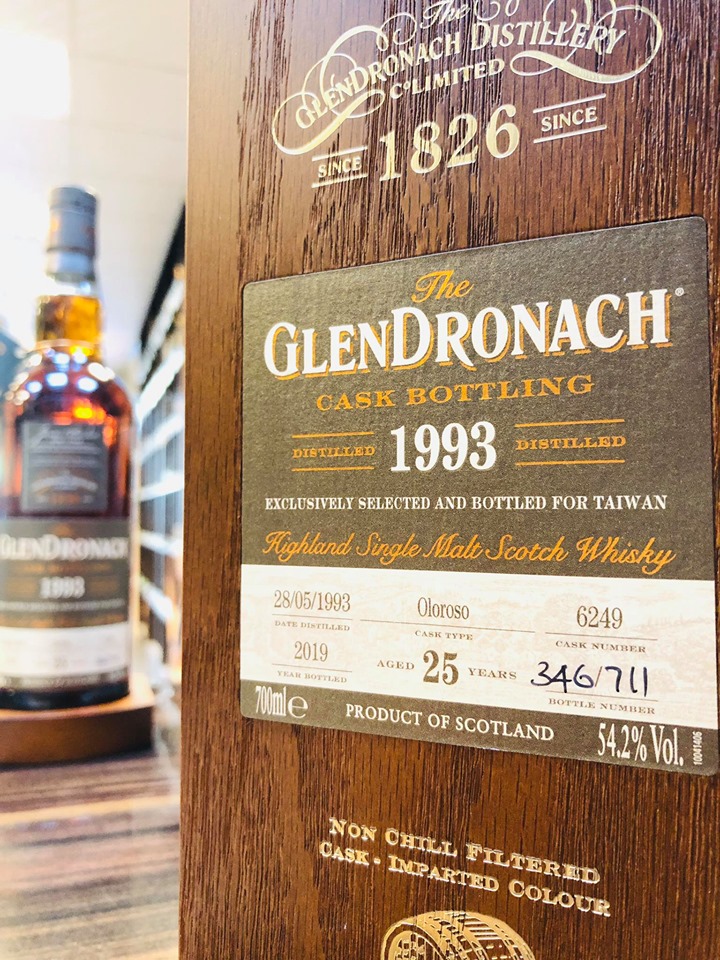 The
GLENDRONACH DISTILLERY
Cº LIMITED
SINCE 1826 SINCE
The
GLENDRONACH®
CASK BOTTLING
DISTILLED 1993 DISTILLED
EXCLUSIVELY SELECTED AND BOTTLED FOR TAIWAN
Highland Single Malt Scotch Whisky
28/05/1993 Oloroso 6249
DATE DISTILLED CASK TYPE CASK NUMBER
2019 AGED 25 YEARS 346/711
YEAR BOTTLED BOTTLE NUMBER
700ml e PRODUCT OF SCOTLAND 54.2% Vol.
10041406
NON CHILL FILTERED
CASK - IMPARTED COLOUR
GLENDRONACH
1993